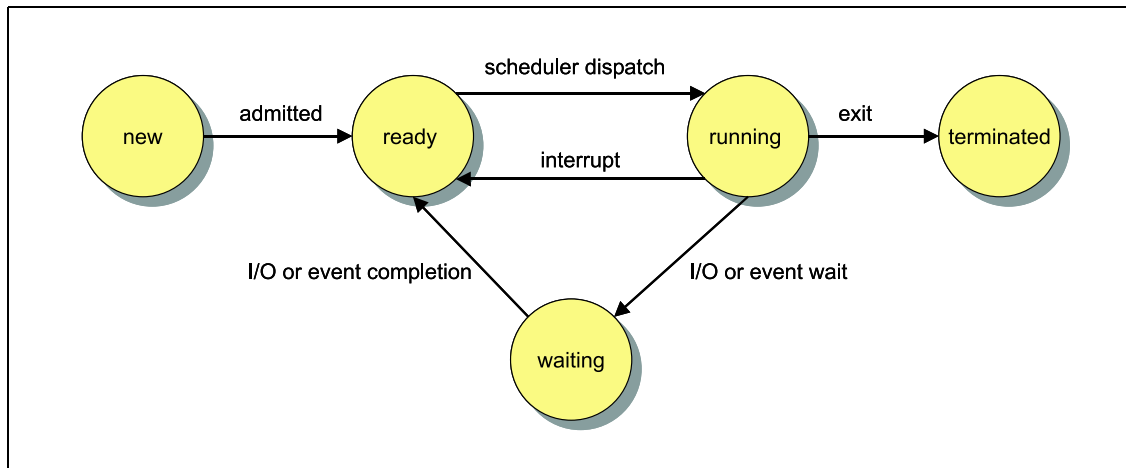 scheduler dispatch
admitted
exit
new
ready
running
terminated
interrupt
I/O or event completion
I/O or event wait
waiting